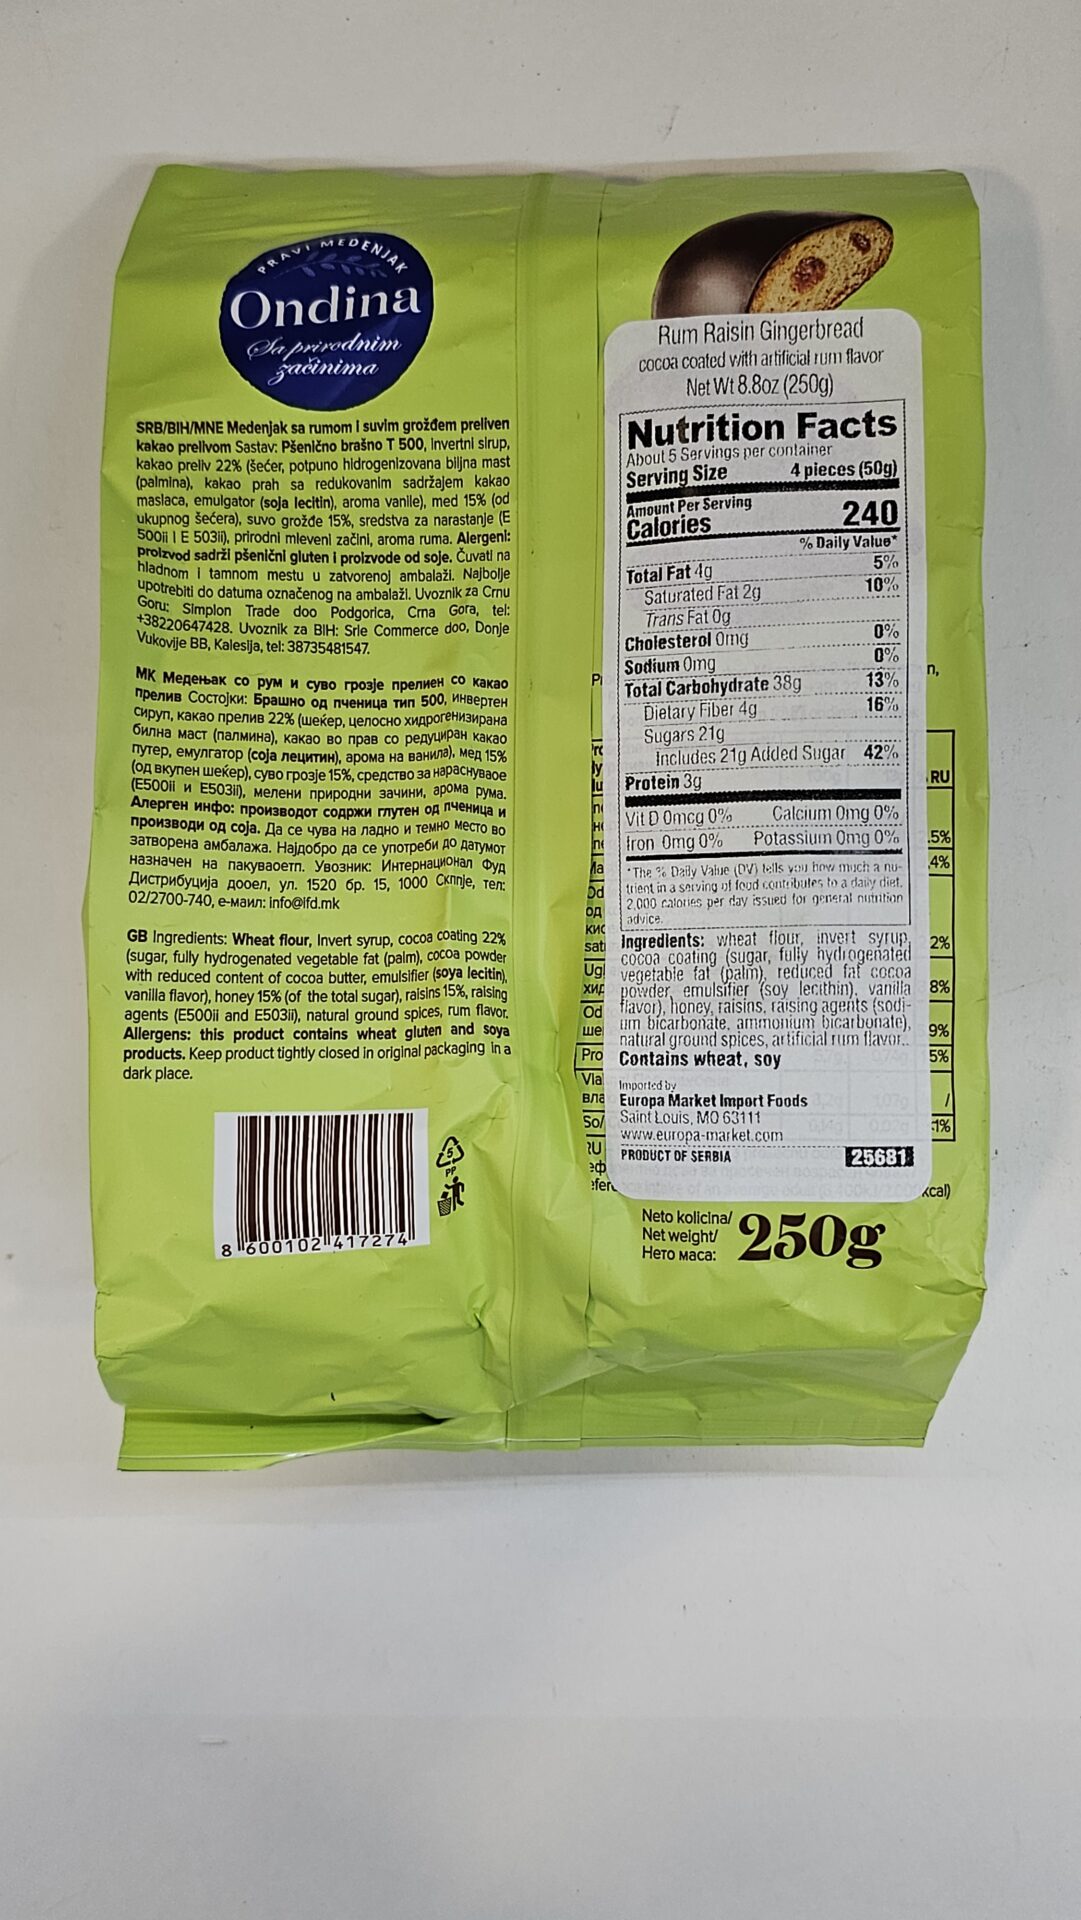 PRAVI MEDENJAK
Ondina
Sa prirodnim
začinima
SRB/BIH/MNE Medenjak sa rumom i suvim grožđem preliven
kakao prelivom Sastav: Pšenično brašno T 500, Invertni sirup,
kakao preliv 22% (šećer, potpuno hidrogenizovana biljna mast
(palmina), kakao prah sa redukovanim sadržajem kakao
maslaca, emulgator (soja lecitin), aroma vanile), med 15% (od
ukupnog šećera), suvo grožđe 15%, sredstva za narastanje (E
500ii I E 503ii), prirodni mleveni začini, aroma ruma. Alergeni:
proizvod sadrži pšenični gluten i proizvode od soje. Čuvati na
hladnom i tamnom mestu u zatvorenoj ambalaži. Najbolje
upotrebiti do datuma označenog na ambalaži. Uvoznik za Crnu
Goru: Simplon Trade doo Podgorica, Crna Gora, tel:
+38220647428. Uvoznik za BIH: Srle Commerce doo, Donje
Vukovije BB, Kalesija, tel: 38735481547.
МК Медењак со рум и суво грозје прелиен со какао
прелив Состојки: Брашно од пченица тип 500, инвертен
сируп, какао прелив 22% (шеќер, целосно хидрогенизирана
билна маст (палмина), какао во прав со редуциран какао
путер, емулгатор (соја лецитин), арома на ванила), мед 15%
(од вкупен шеќер), суво грозје 15%, средство за нараснуваое
(E500ii и E503ii), мелени природни зачини, арома рума.
Алерген инфо: производот содржи глутен од пченица и
производи од соја. Да се чува на ладно и темно место во
затворена амбалажа. Најдобро да се употреби до датумот
назначен на пакуваоетп. Увозник: Интернационал Фуд
Дистрибуција дооел, ул. 1520 бр. 15, 1000 Скпnje, тел:
02/2700-740, е-маил: info@ifd.mk
GB Ingredients: Wheat flour, Invert syrup, cocoa coating 22%
(sugar, fully hydrogenated vegetable fat (palm), cocoa powder
with reduced content of cocoa butter, emulsifier (soya lecitin),
vanilla flavor), honey 15% (of the total sugar), raisins 15%, raising
agents (E500ii and E503ii), natural ground spices, rum flavor.
Allergens: this product contains wheat gluten and soya
products. Keep product tightly closed in original packaging in a
dark place.
8 600102 417274
5
PP
Rum Raisin Gingerbread
cocoa coated with artificial rum flavor
Net Wt 8.8oz (250g)
Nutrition Facts
About 5 Servings per container
Serving Size 4 pieces (50g)
Amount Per Serving
Calories 240
% Daily Value*
Total Fat 4g 5%
Saturated Fat 2g 10%
Trans Fat 0g
Cholesterol 0mg 0%
Sodium 0mg 0%
Total Carbohydrate 38g 13%
Dietary Fiber 4g 16%
Sugars 21g
Includes 21g Added Sugar 42%
Protein 3g
Vit D 0mcg 0% Calcium 0mg 0%
Iron 0mg 0% Potassium 0mg 0%
*The % Daily Value (DV) tells you how much a nu-
trient in a serving of food contributes to a daily diet.
2,000 calories per day issued for general nutrition
advice.
Ingredients: wheat flour, invert syrup,
cocoa coating (sugar, fully hydrogenated
vegetable fat (palm), reduced fat cocoa
powder, emulsifier (soy lecithin), vanilla
flavor), honey, raisins, raising agents (sodi-
um bicarbonate, ammonium bicarbonate),
natural ground spices, artificial rum flavor..
Contains wheat, soy
Imported by
Europa Market Import Foods
Saint Louis, MO 63111
www.europa-market.com
PRODUCT OF SERBIA 25681
RU
.5%
4%
2%
8%
9%
5%
/
<1%
kcal)
Neto kolicina/
Net weight/
Нето маса:
250g